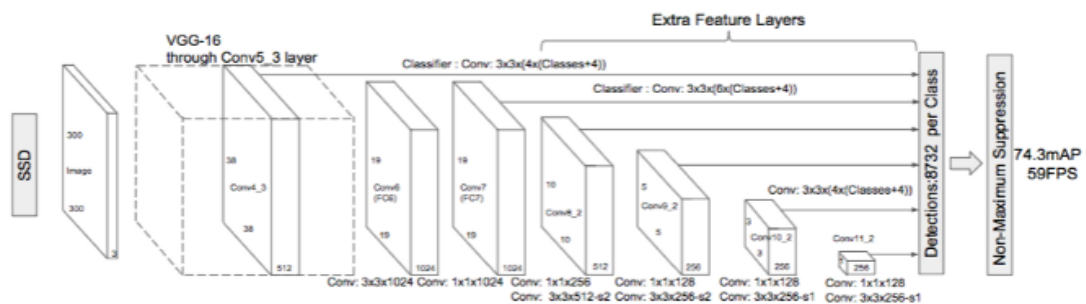 Extra Feature Layers
VGG-16
through Conv5_3 layer
Classifier : Conv: 3x3x(4x(Classes+4))
Classifier : Conv: 3x3x(6x(Classes+4))
SSD
300
Image
300
3
38
Conv4_3
38
512
19
Conv6
(FC6)
19
1024
19
Conv7
(FC7)
19
1024
10
Conv8_2
10
512
5
Conv9_2
5
256
Conv: 3x3x(4x(Classes+4))
3
Conv10_2
3
256
Conv11_2
256
Detections:8732 per Class
Non-Maximum Suppression
74.3mAP
59FPS
Conv: 3x3x1024
Conv: 1x1x1024
Conv: 1x1x256
Conv: 3x3x512-s2
Conv: 1x1x128
Conv: 3x3x256-s2
Conv: 1x1x128
Conv: 3x3x256-s1
Conv: 1x1x128
Conv: 3x3x256-s1